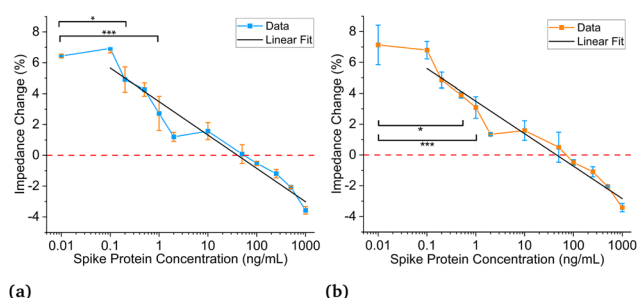 8
6
4
2
0
-2
-4
Impedance Change (%)
*
***
Data
Linear Fit
0.01 0.1 1 10 100 1000
Spike Protein Concentration (ng/mL)
(a)
8
6
4
2
0
-2
-4
-6
Impedance Change (%)
*
***
Data
Linear Fit
0.01 0.1 1 10 100 1000
Spike Protein Concentration (ng/mL)
(b)